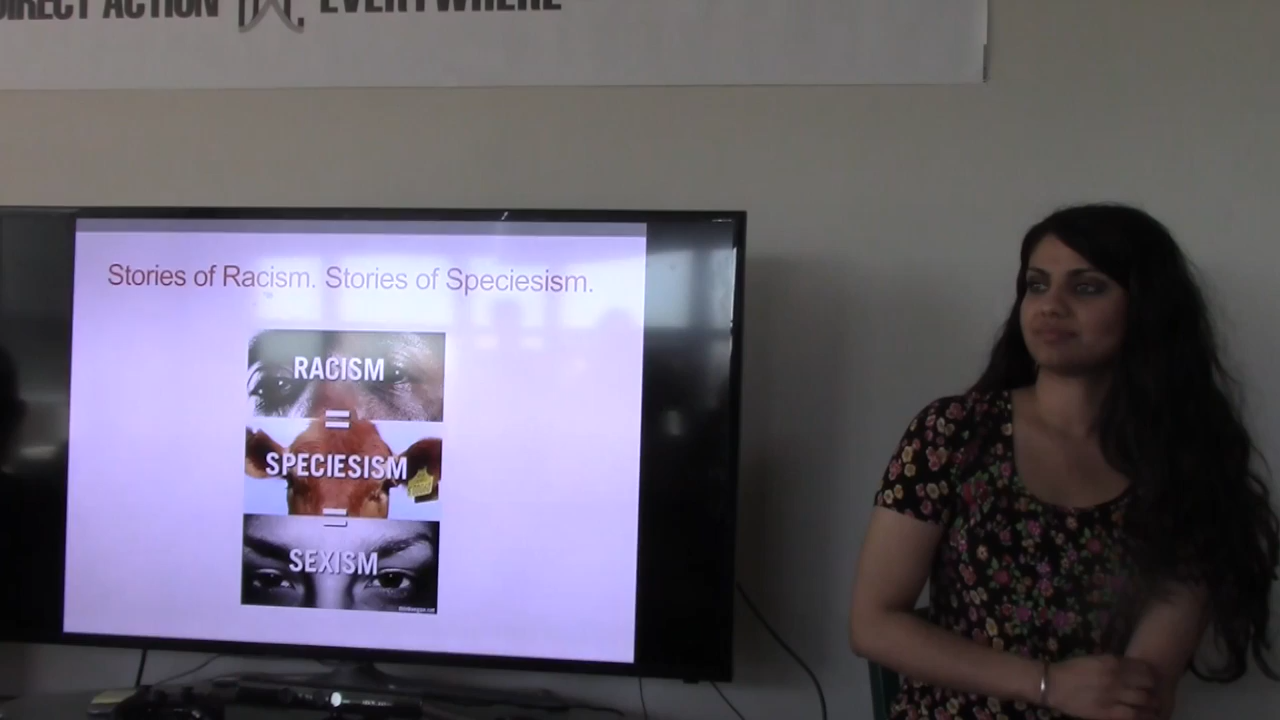 DIRECT ACTION EVERYWHERE
Stories of Racism. Stories of Speciesism.
RACISM
=
SPECIESISM
=
SEXISM